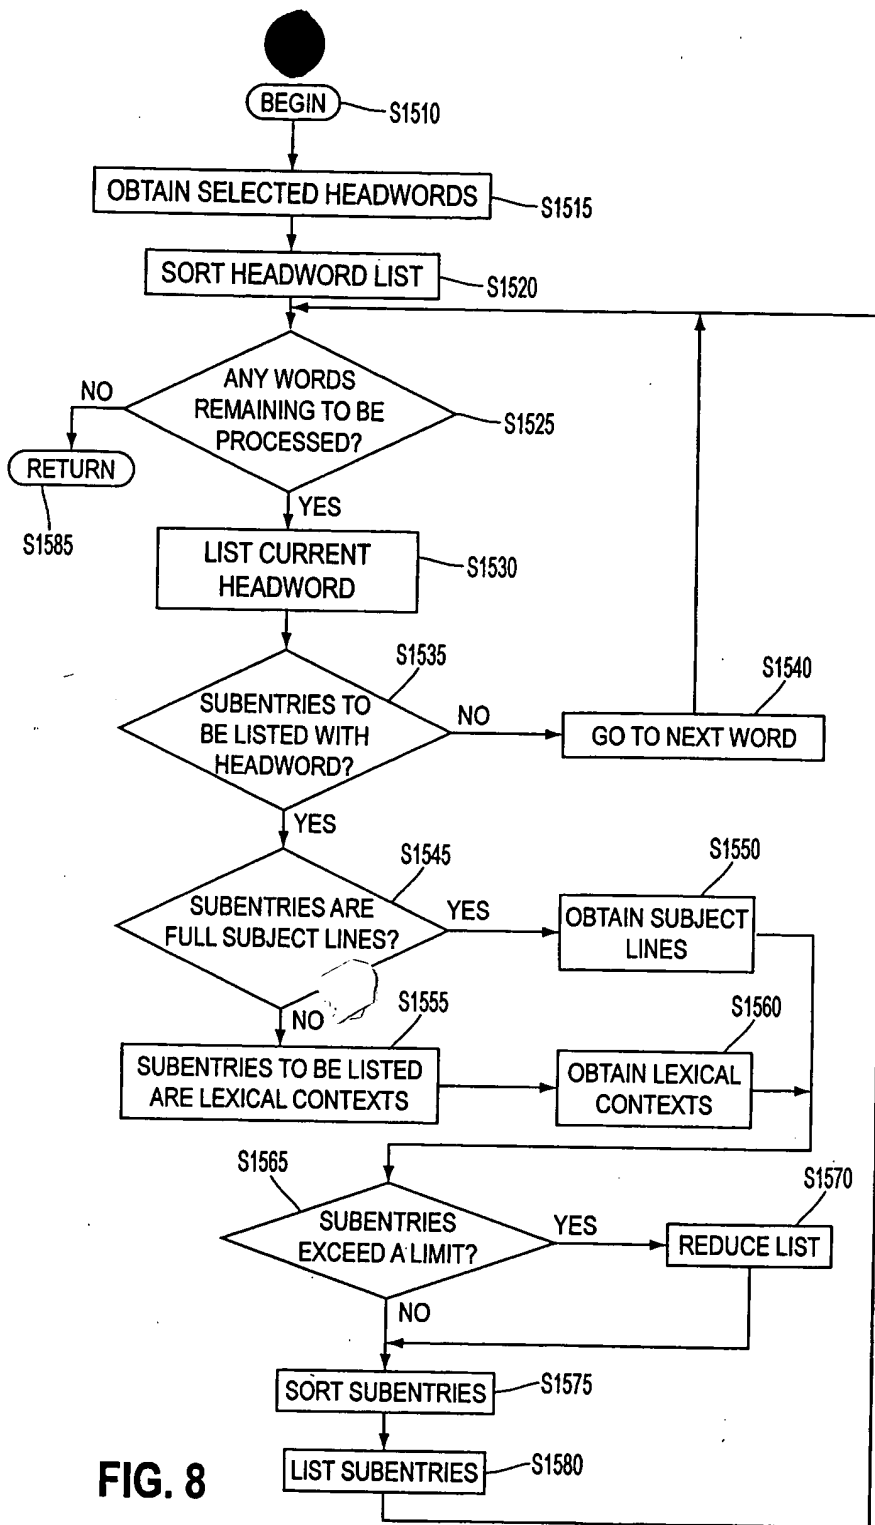 BEGIN
S1510
OBTAIN SELECTED HEADWORDS
S1515
SORT HEADWORD LIST
S1520
ANY WORDS
REMAINING TO BE
PROCESSED?
S1525
NO
RETURN
S1585
YES
LIST CURRENT
HEADWORD
S1530
S1535
SUBENTRIES TO
BE LISTED WITH
HEADWORD?
NO
S1540
GO TO NEXT WORD
YES
S1545
SUBENTRIES ARE
FULL SUBJECT LINES?
YES
S1550
OBTAIN SUBJECT
LINES
NO
S1555
SUBENTRIES TO BE LISTED
ARE LEXICAL CONTEXTS
S1560
OBTAIN LEXICAL
CONTEXTS
S1565
SUBENTRIES
EXCEED A LIMIT?
YES
S1570
REDUCE LIST
NO
SORT SUBENTRIES
S1575
LIST SUBENTRIES
S1580
FIG. 8